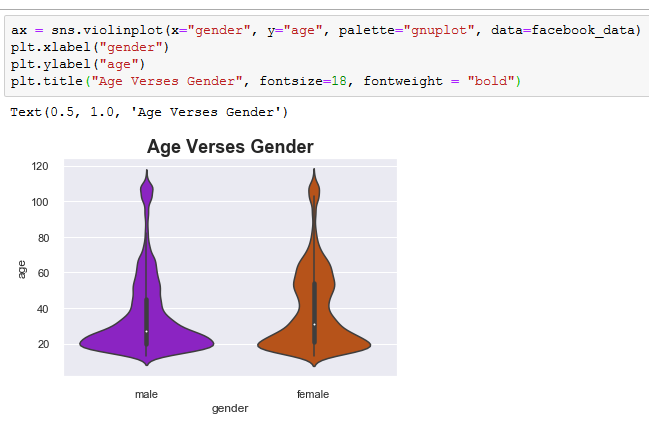 ax = sns.violinplot(x="gender", y="age", palette="gnuplot", data=facebook_data)
plt.xlabel("gender")
plt.ylabel("age")
plt.title("Age Verses Gender", fontsize=18, fontweight = "bold")
Text(0.5, 1.0, 'Age Verses Gender')
Age Verses Gender
120
100
80
60
40
20
age
male female
gender